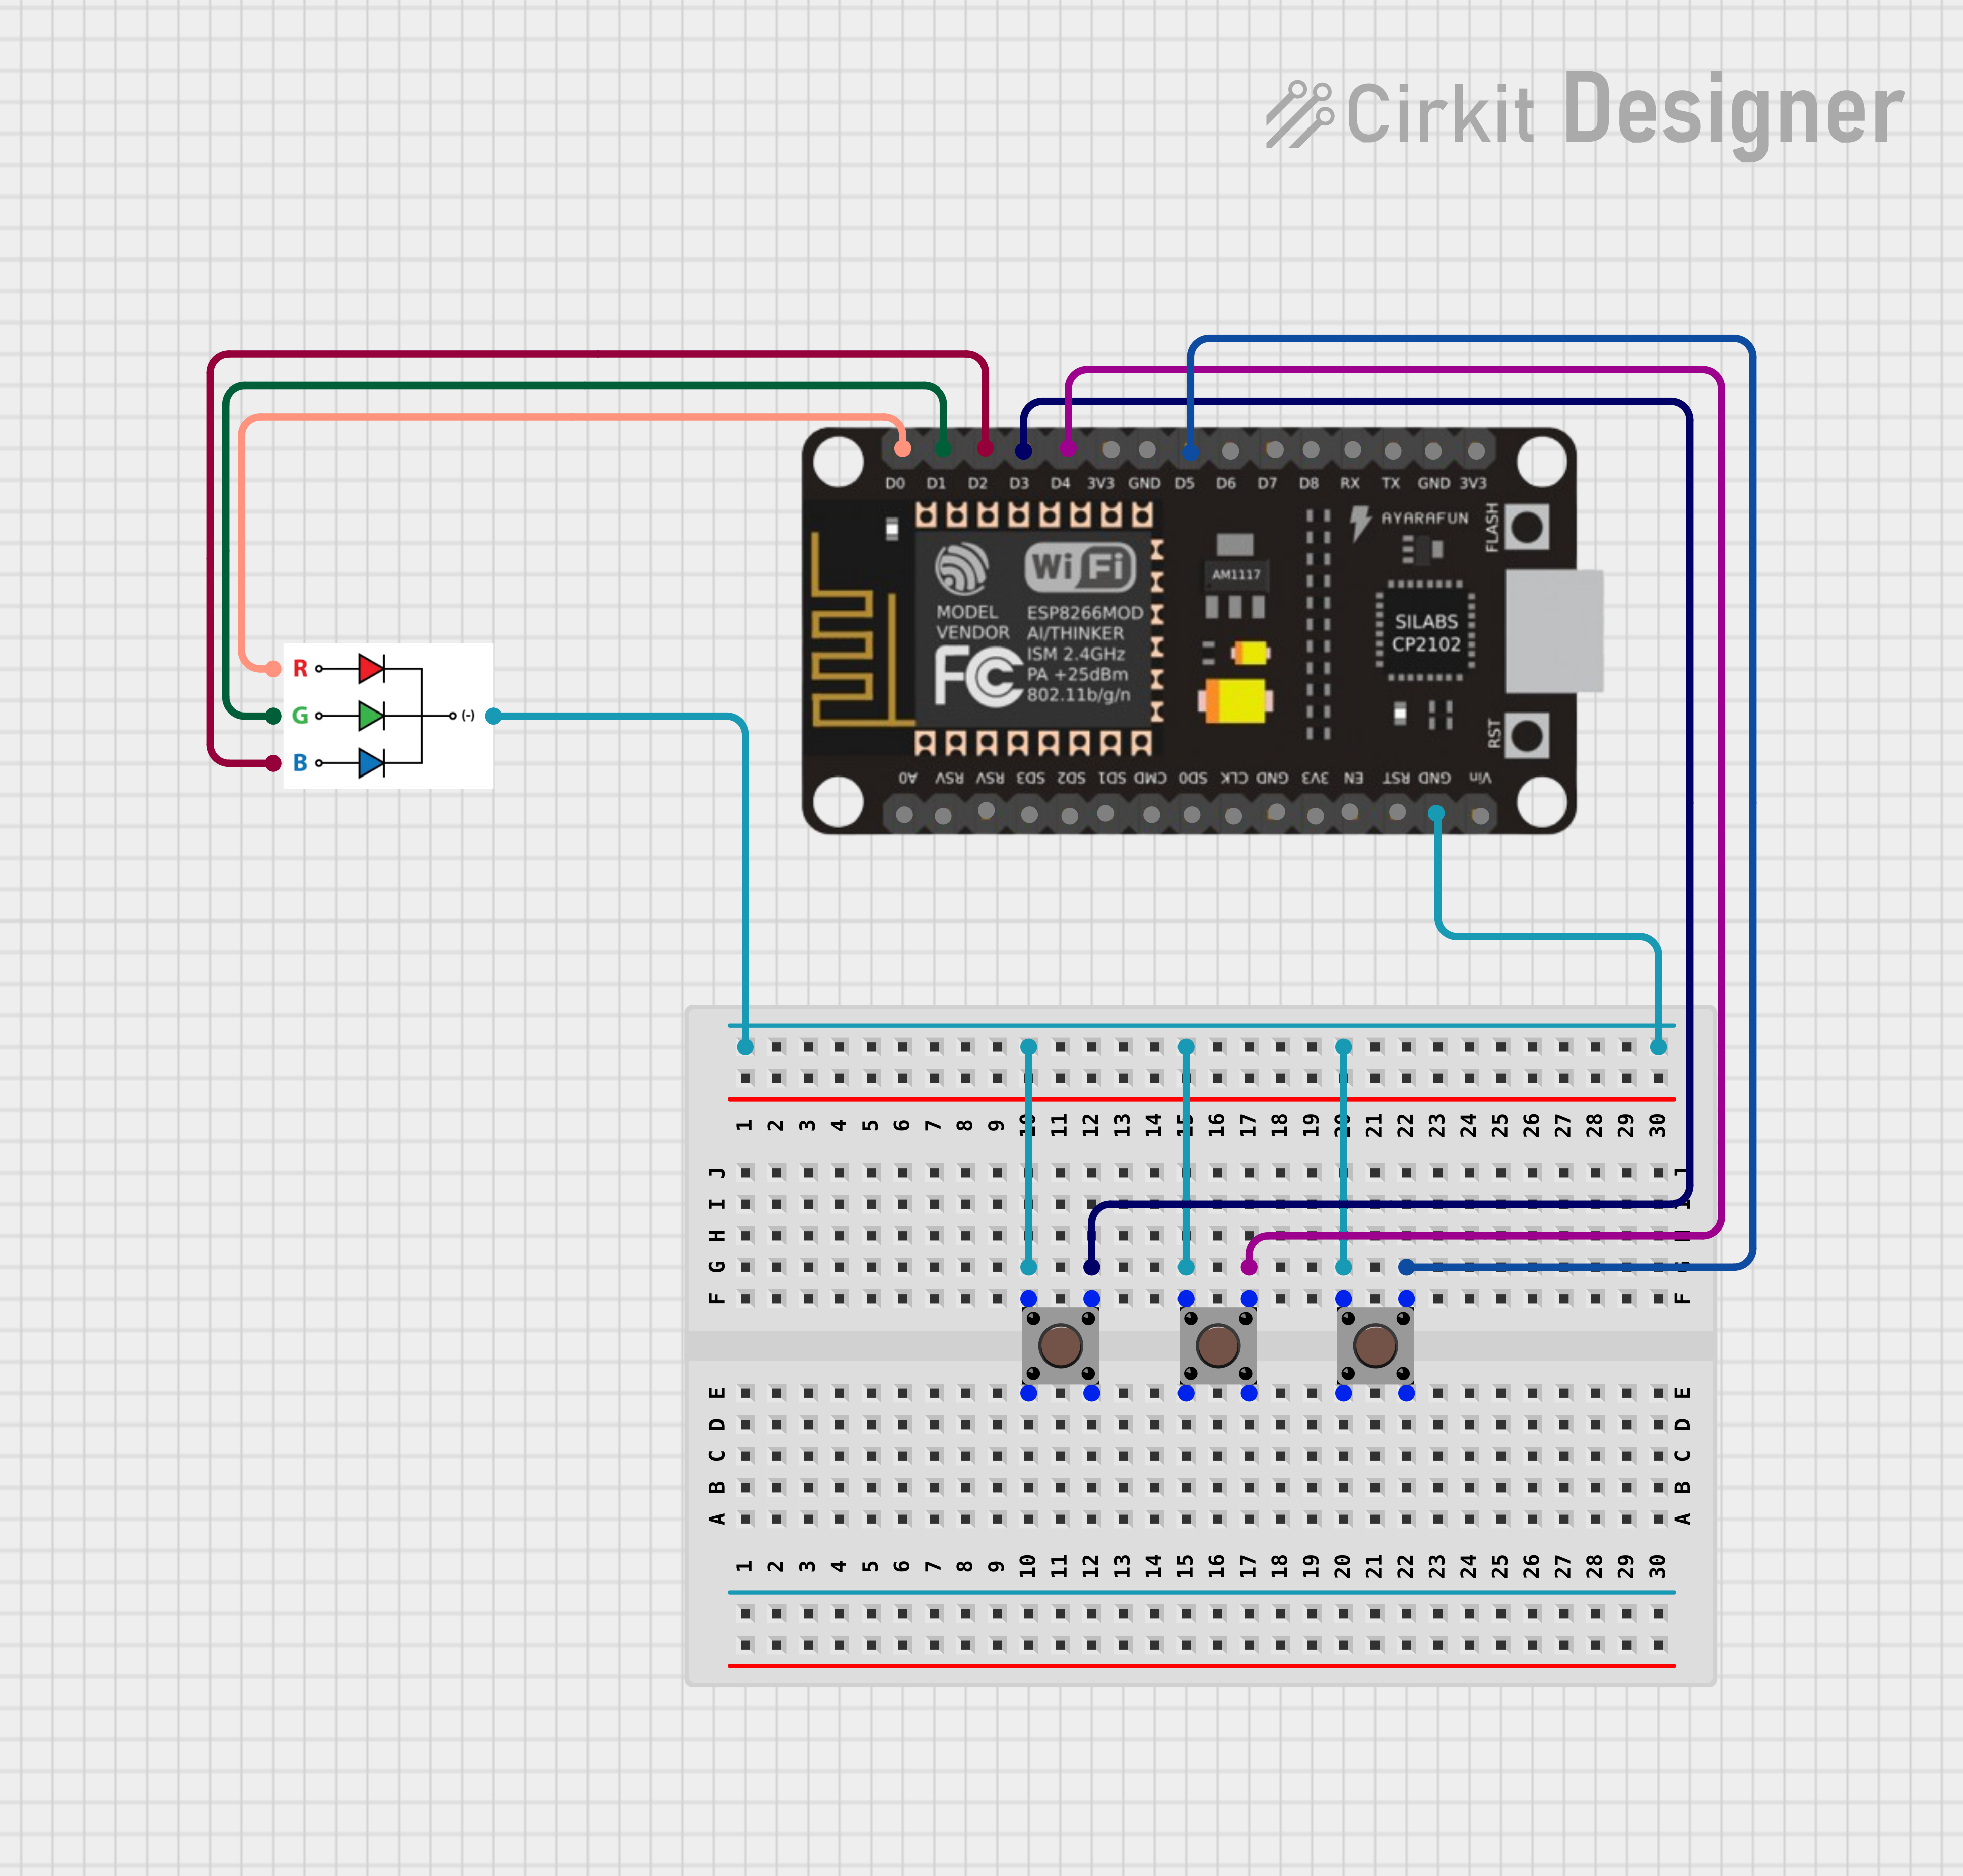 Cirkit Designer
D0 D1 D2 D3 D4 3V3 GND D5 D6 D7 D8 RX TX GND 3V3
AYARAFUN
FLASH
WiFi
AM1117
MODEL ESP8266MOD
VENDOR AI/THINKER
ISM 2.4GHz
PA +25dBm
802.11b/g/n
FC
SILABS
CP2102
RST
R
G (-)
B
A0 RSV RSV SD3 SD2 SD1 CMD SD0 CLK GND 3V3 EN RST GND Vin
1 2 3 4 5 6 7 8 9 10 11 12 13 14 15 16 17 18 19 20 21 22 23 24 25 26 27 28 29 30
J J
I I
H H
G G
F F
E E
D D
C C
B B
A A
1 2 3 4 5 6 7 8 9 10 11 12 13 14 15 16 17 18 19 20 21 22 23 24 25 26 27 28 29 30